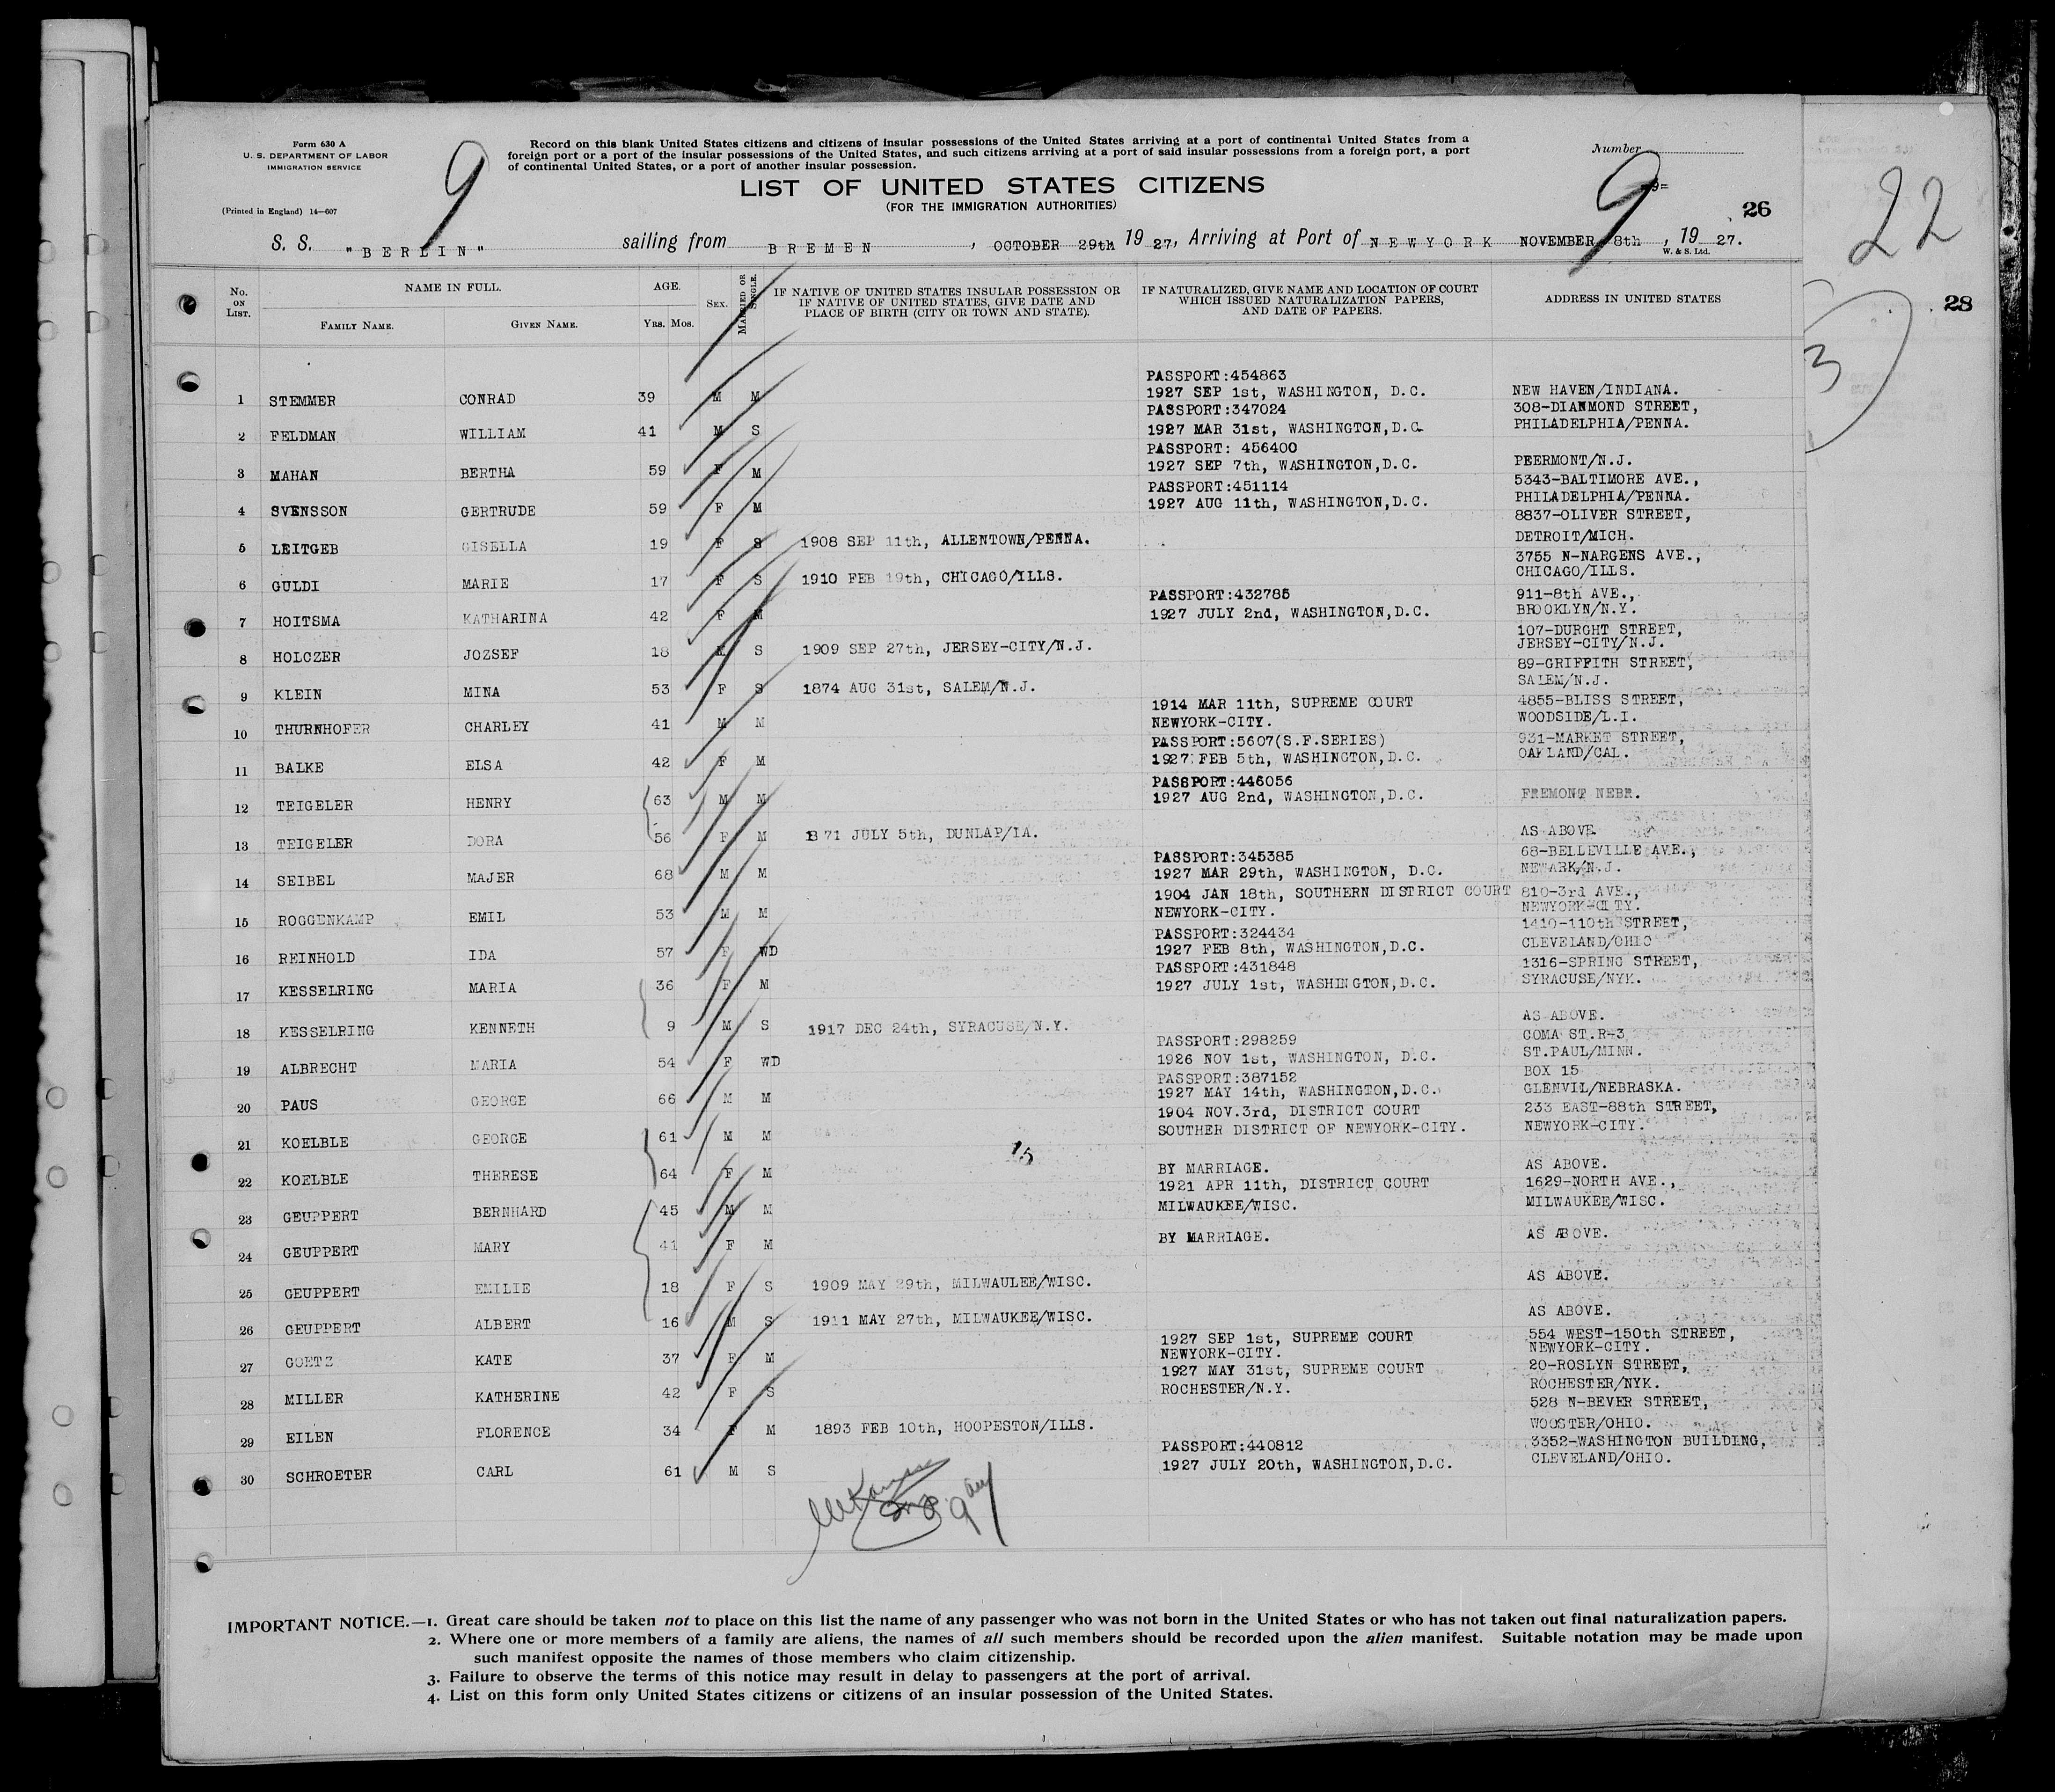 Form 630 A
U. S. DEPARTMENT OF LABOR
IMMIGRATION SERVICE
(Printed in England) 14—607
9
Record on this blank United States citizens and citizens of insular possessions of the United States arriving at a port of continental United States from a
foreign port or a port of the insular possessions of the United States, and such citizens arriving at a port of said insular possessions from a foreign port, a port
of continental United States, or a port of another insular possession.
LIST OF UNITED STATES CITIZENS
(FOR THE IMMIGRATION AUTHORITIES)
Number
=9=
9
26
22
28
3
S. S. "BERLIN" sailing from BREMEN, OCTOBER 29th 1927, Arriving at Port of NEWYORK NOVEMBER 8th, 1927.
W. & S. Ltd.
No. ON LIST. NAME IN FULL. FAMILY NAME. GIVEN NAME. AGE. YRS. MOS. SEX. MARRIED OR SINGLE. IF NATIVE OF UNITED STATES INSULAR POSSESSION OR IF NATIVE OF UNITED STATES, GIVE DATE AND PLACE OF BIRTH (CITY OR TOWN AND STATE). IF NATURALIZED, GIVE NAME AND LOCATION OF COURT WHICH ISSUED NATURALIZATION PAPERS, AND DATE OF PAPERS. ADDRESS IN UNITED STATES
PASSPORT:454863
1 STEMMER CONRAD 39 M M 1927 SEP 1st, WASHINGTON, D.C. NEW HAVEN/INDIANA.
PASSPORT:347024 308-DIANMOND STREET,
2 FELDMAN WILLIAM 41 M S 1927 MAR 31st, WASHINGTON,D.C. PHILADELPHIA/PENNA.
PASSPORT: 456400
3 MAHAN BERTHA 59 F M 1927 SEP 7th, WASHINGTON,D.C. PEERMONT/N.J.
PASSPORT:451114 5343-BALTIMORE AVE.,
4 SVENSSON GERTRUDE 59 F M 1927 AUG 11th, WASHINGTON,D.C. PHILADELPHIA/PENNA.
8837-OLIVER STREET,
5 LEITGEB GISELLA 19 F S 1908 SEP 11th, ALLENTOWN/PENNA. DETROIT/MICH.
3755 N-NARGENS AVE.,
6 GULDI MARIE 17 F S 1910 FEB 19th, CHICAGO/ILLS. CHICAGO/ILLS.
PASSPORT:432785 911-8th AVE.,
7 HOITSMA KATHARINA 42 F M 1927 JULY 2nd, WASHINGTON,D.C. BROOKLYN/N.Y.
107-DURGHT STREET,
8 HOLCZER JOZSEF 18 M S 1909 SEP 27th, JERSEY-CITY/N.J. JERSEY-CITY/N.J.
89-GRIFFITH STREET,
9 KLEIN MINA 53 F S 1874 AUG 31st, SALEM/N.J. SALEM/N.J.
1914 MAR 11th, SUPREME COURT 4855-BLISS STREET,
10 THURNHOFER CHARLEY 41 M M NEWYORK-CITY. WOODSIDE/L.I.
PASSPORT:5607(S.F.SERIES) 931-MARKET STREET,
11 BALKE ELSA 42 F M 1927 FEB 5th, WASHINGTON,D.C. OAKLAND/CAL.
PASSPORT:446056
12 TEIGELER HENRY 63 M M 1927 AUG 2nd, WASHINGTON,D.C. FREMONT NEBR.
13 TEIGELER DORA 56 F M 1871 JULY 5th, DUNLAP/IA. AS ABOVE.
PASSPORT:345385 68-BELLEVILLE AVE.,
14 SEIBEL MAJER 68 M M 1927 MAR 29th, WASHINGTON, D.C. NEWARK/N.J.
1904 JAN 18th, SOUTHERN DISTRICT COURT 810-3rd AVE.,
15 ROGGENKAMP EMIL 53 M M NEWYORK-CITY. NEWYORK-CITY.
PASSPORT:324434 1410-110th STREET,
16 REINHOLD IDA 57 F WD 1927 FEB 8th, WASHINGTON,D.C. CLEVELAND/OHIO
PASSPORT:431848 1316-SPRING STREET,
17 KESSELRING MARIA 36 F M 1927 JULY 1st, WASHINGTON,D.C. SYRACUSE/NYK.
18 KESSELRING KENNETH 9 M S 1917 DEC 24th, SYRACUSE/N.Y. AS ABOVE.
PASSPORT:298259 COMA ST.R-3
19 ALBRECHT MARIA 54 F WD 1926 NOV 1st, WASHINGTON, D.C. ST.PAUL/MINN.
PASSPORT:387152 BOX 15
20 PAUS GEORGE 66 M M 1927 MAY 14th, WASHINGTON,D.C. GLENVIL/NEBRASKA.
1904 NOV.3rd, DISTRICT COURT 233 EAST-88th STREET,
21 KOELBLE GEORGE 61 M M SOUTHER DISTRICT OF NEWYORK-CITY. NEWYORK-CITY.
15
22 KOELBLE THERESE 64 F M BY MARRIAGE. AS ABOVE.
1921 APR 11th, DISTRICT COURT 1629-NORTH AVE.,
23 GEUPPERT BERNHARD 45 M M MILWAUKEE/WISC. MILWAUKEE/WISC.
24 GEUPPERT MARY 41 F M BY MARRIAGE. AS ABOVE.
25 GEUPPERT EMILIE 18 F S 1909 MAY 29th, MILWAULEE/WISC. AS ABOVE.
26 GEUPPERT ALBERT 16 M S 1911 MAY 27th, MILWAUKEE/WISC. AS ABOVE.
1927 SEP 1st, SUPREME COURT 554 WEST-150th STREET,
27 GOETZ KATE 37 F M NEWYORK-CITY. NEWYORK-CITY.
1927 MAY 31st, SUPREME COURT 20-ROSLYN STREET,
28 MILLER KATHERINE 42 F S ROCHESTER/N.Y. ROCHESTER/NYK.
528 N-BEVER STREET,
29 EILEN FLORENCE 34 F M 1893 FEB 10th, HOOPESTON/ILLS. WOOSTER/OHIO.
PASSPORT:440812 3352-WASHINGTON BUILDING,
30 SCHROETER CARL 61 M S 1927 JULY 20th, WASHINGTON,D.C. CLEVELAND/OHIO.
IMPORTANT NOTICE.—1. Great care should be taken not to place on this list the name of any passenger who was not born in the United States or who has not taken out final naturalization papers.
2. Where one or more members of a family are aliens, the names of all such members should be recorded upon the alien manifest. Suitable notation may be made upon
such manifest opposite the names of those members who claim citizenship.
3. Failure to observe the terms of this notice may result in delay to passengers at the port of arrival.
4. List on this form only United States citizens or citizens of an insular possession of the United States.